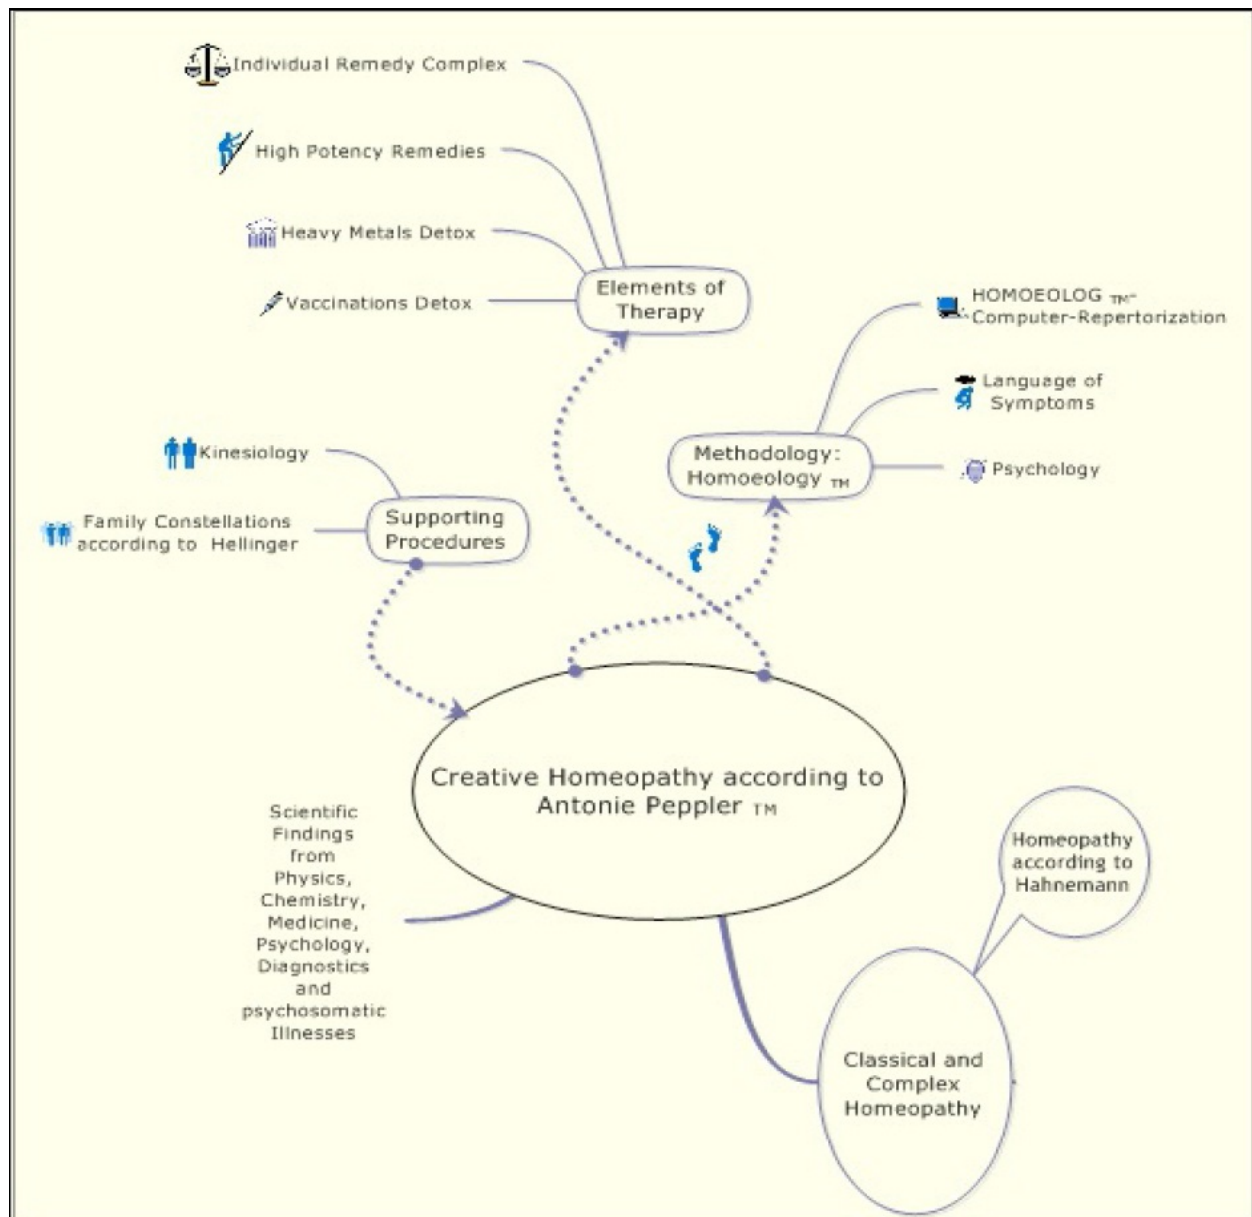 Individual Remedy Complex
High Potency Remedies
Heavy Metals Detox
Vaccinations Detox
Elements of
Therapy
HOMOEOLOG TM-
Computer-Repertorization
Language of
Symptoms
Psychology
Methodology:
Homoeology TM
Kinesiology
Family Constellations
according to Hellinger
Supporting
Procedures
Creative Homeopathy according to
Antonie Peppler TM
Scientific
Findings
from
Physics,
Chemistry,
Medicine,
Psychology,
Diagnostics
and
psychosomatic
Illnesses
Homeopathy
according to
Hahnemann
Classical and
Complex
Homeopathy